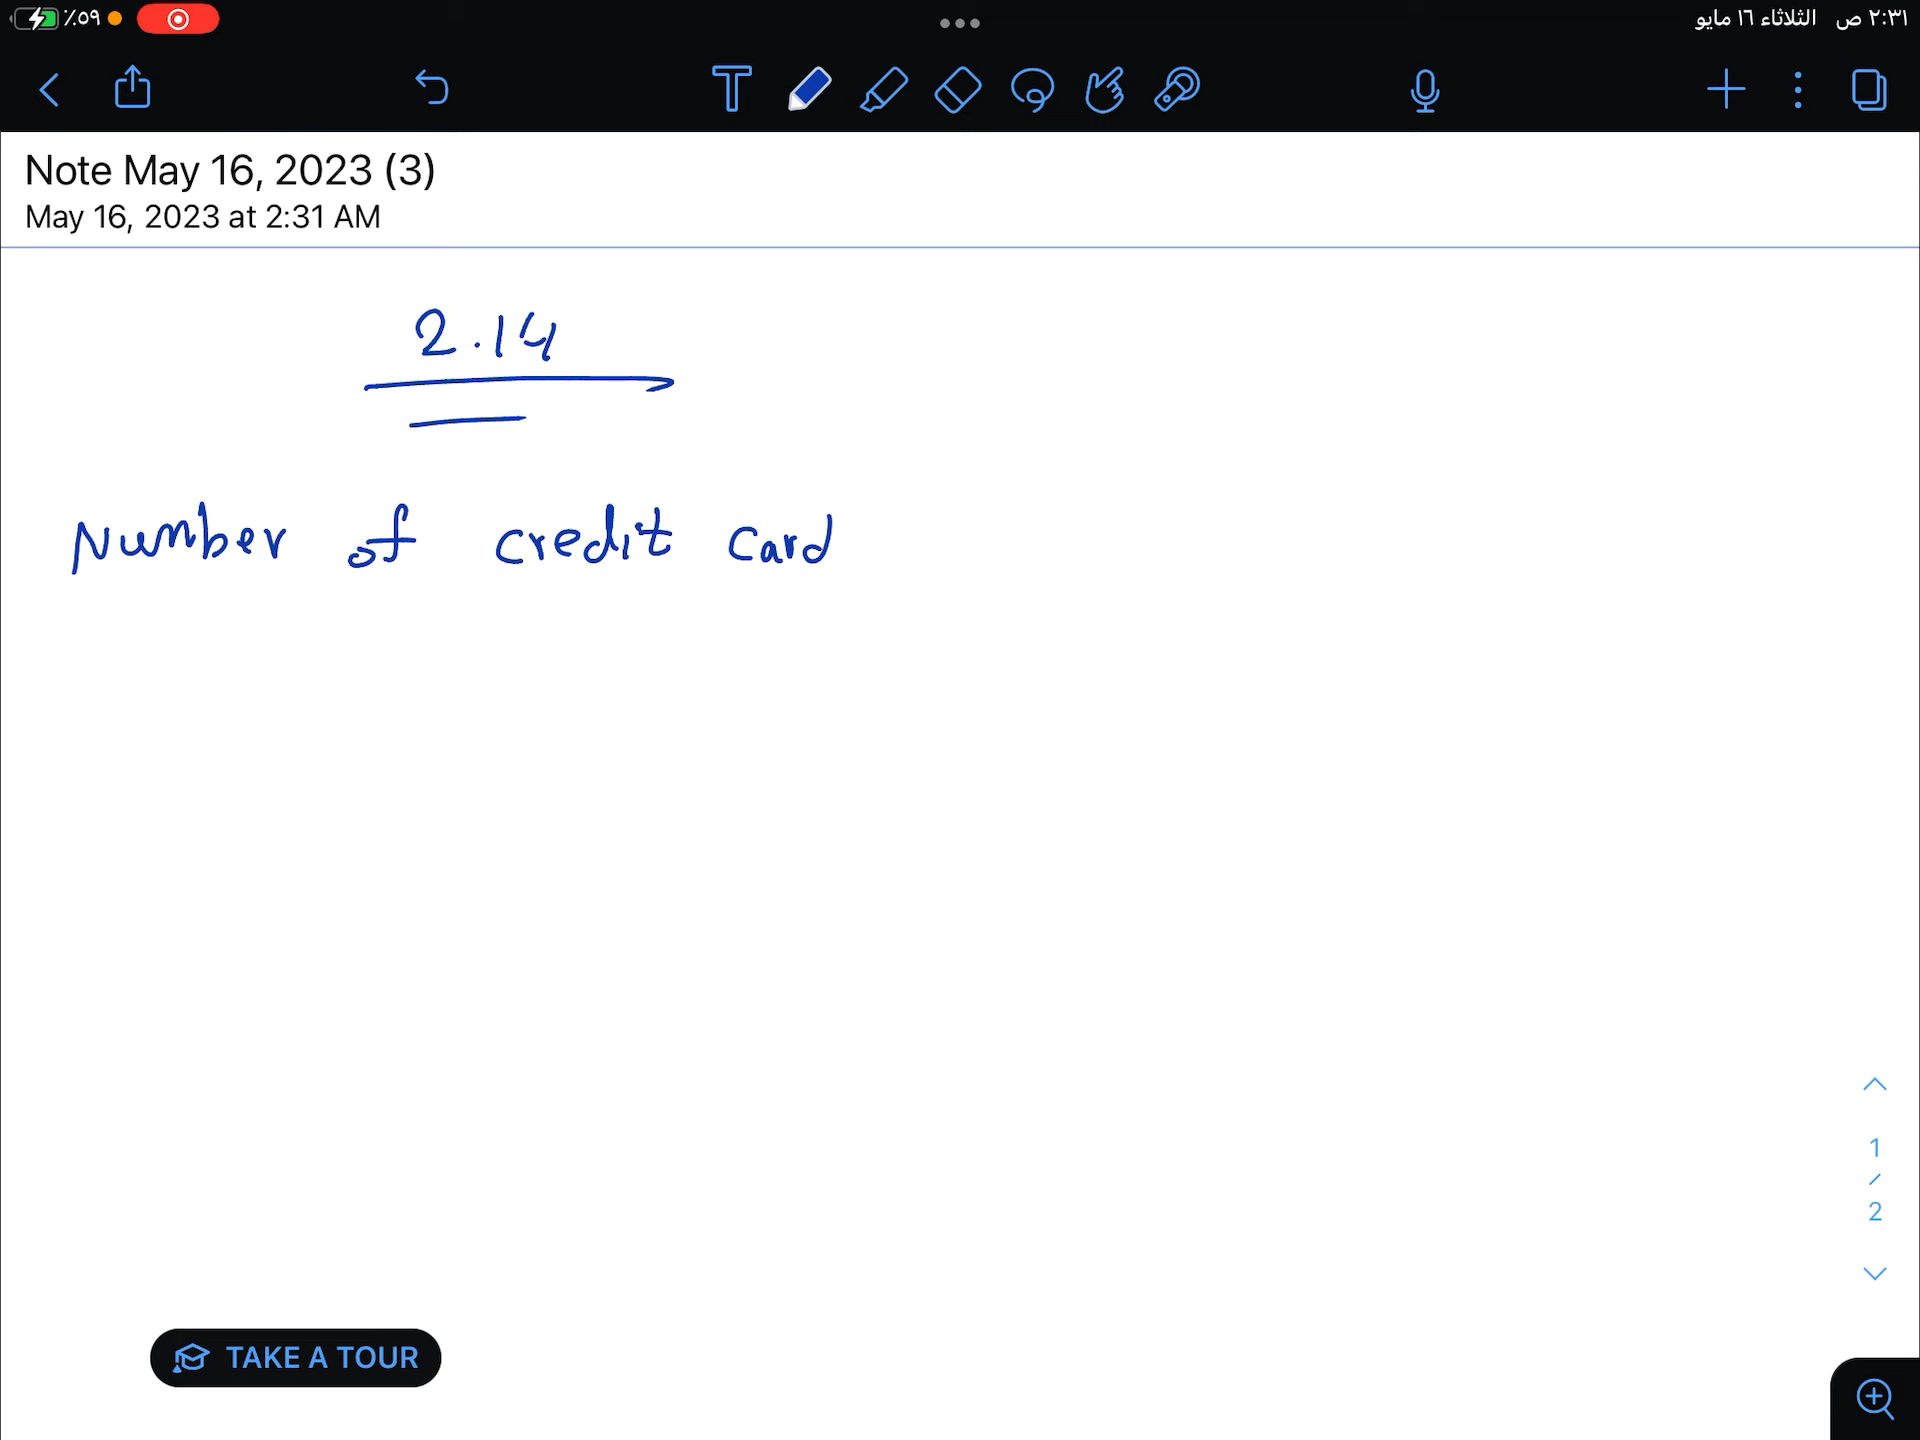 ٪٥٩
٢:٣١ ص الثلاثاء ١٦ مايو
Note May 16, 2023 (3)
May 16, 2023 at 2:31 AM
2.14
Number of credit card
1
/
2
TAKE A TOUR